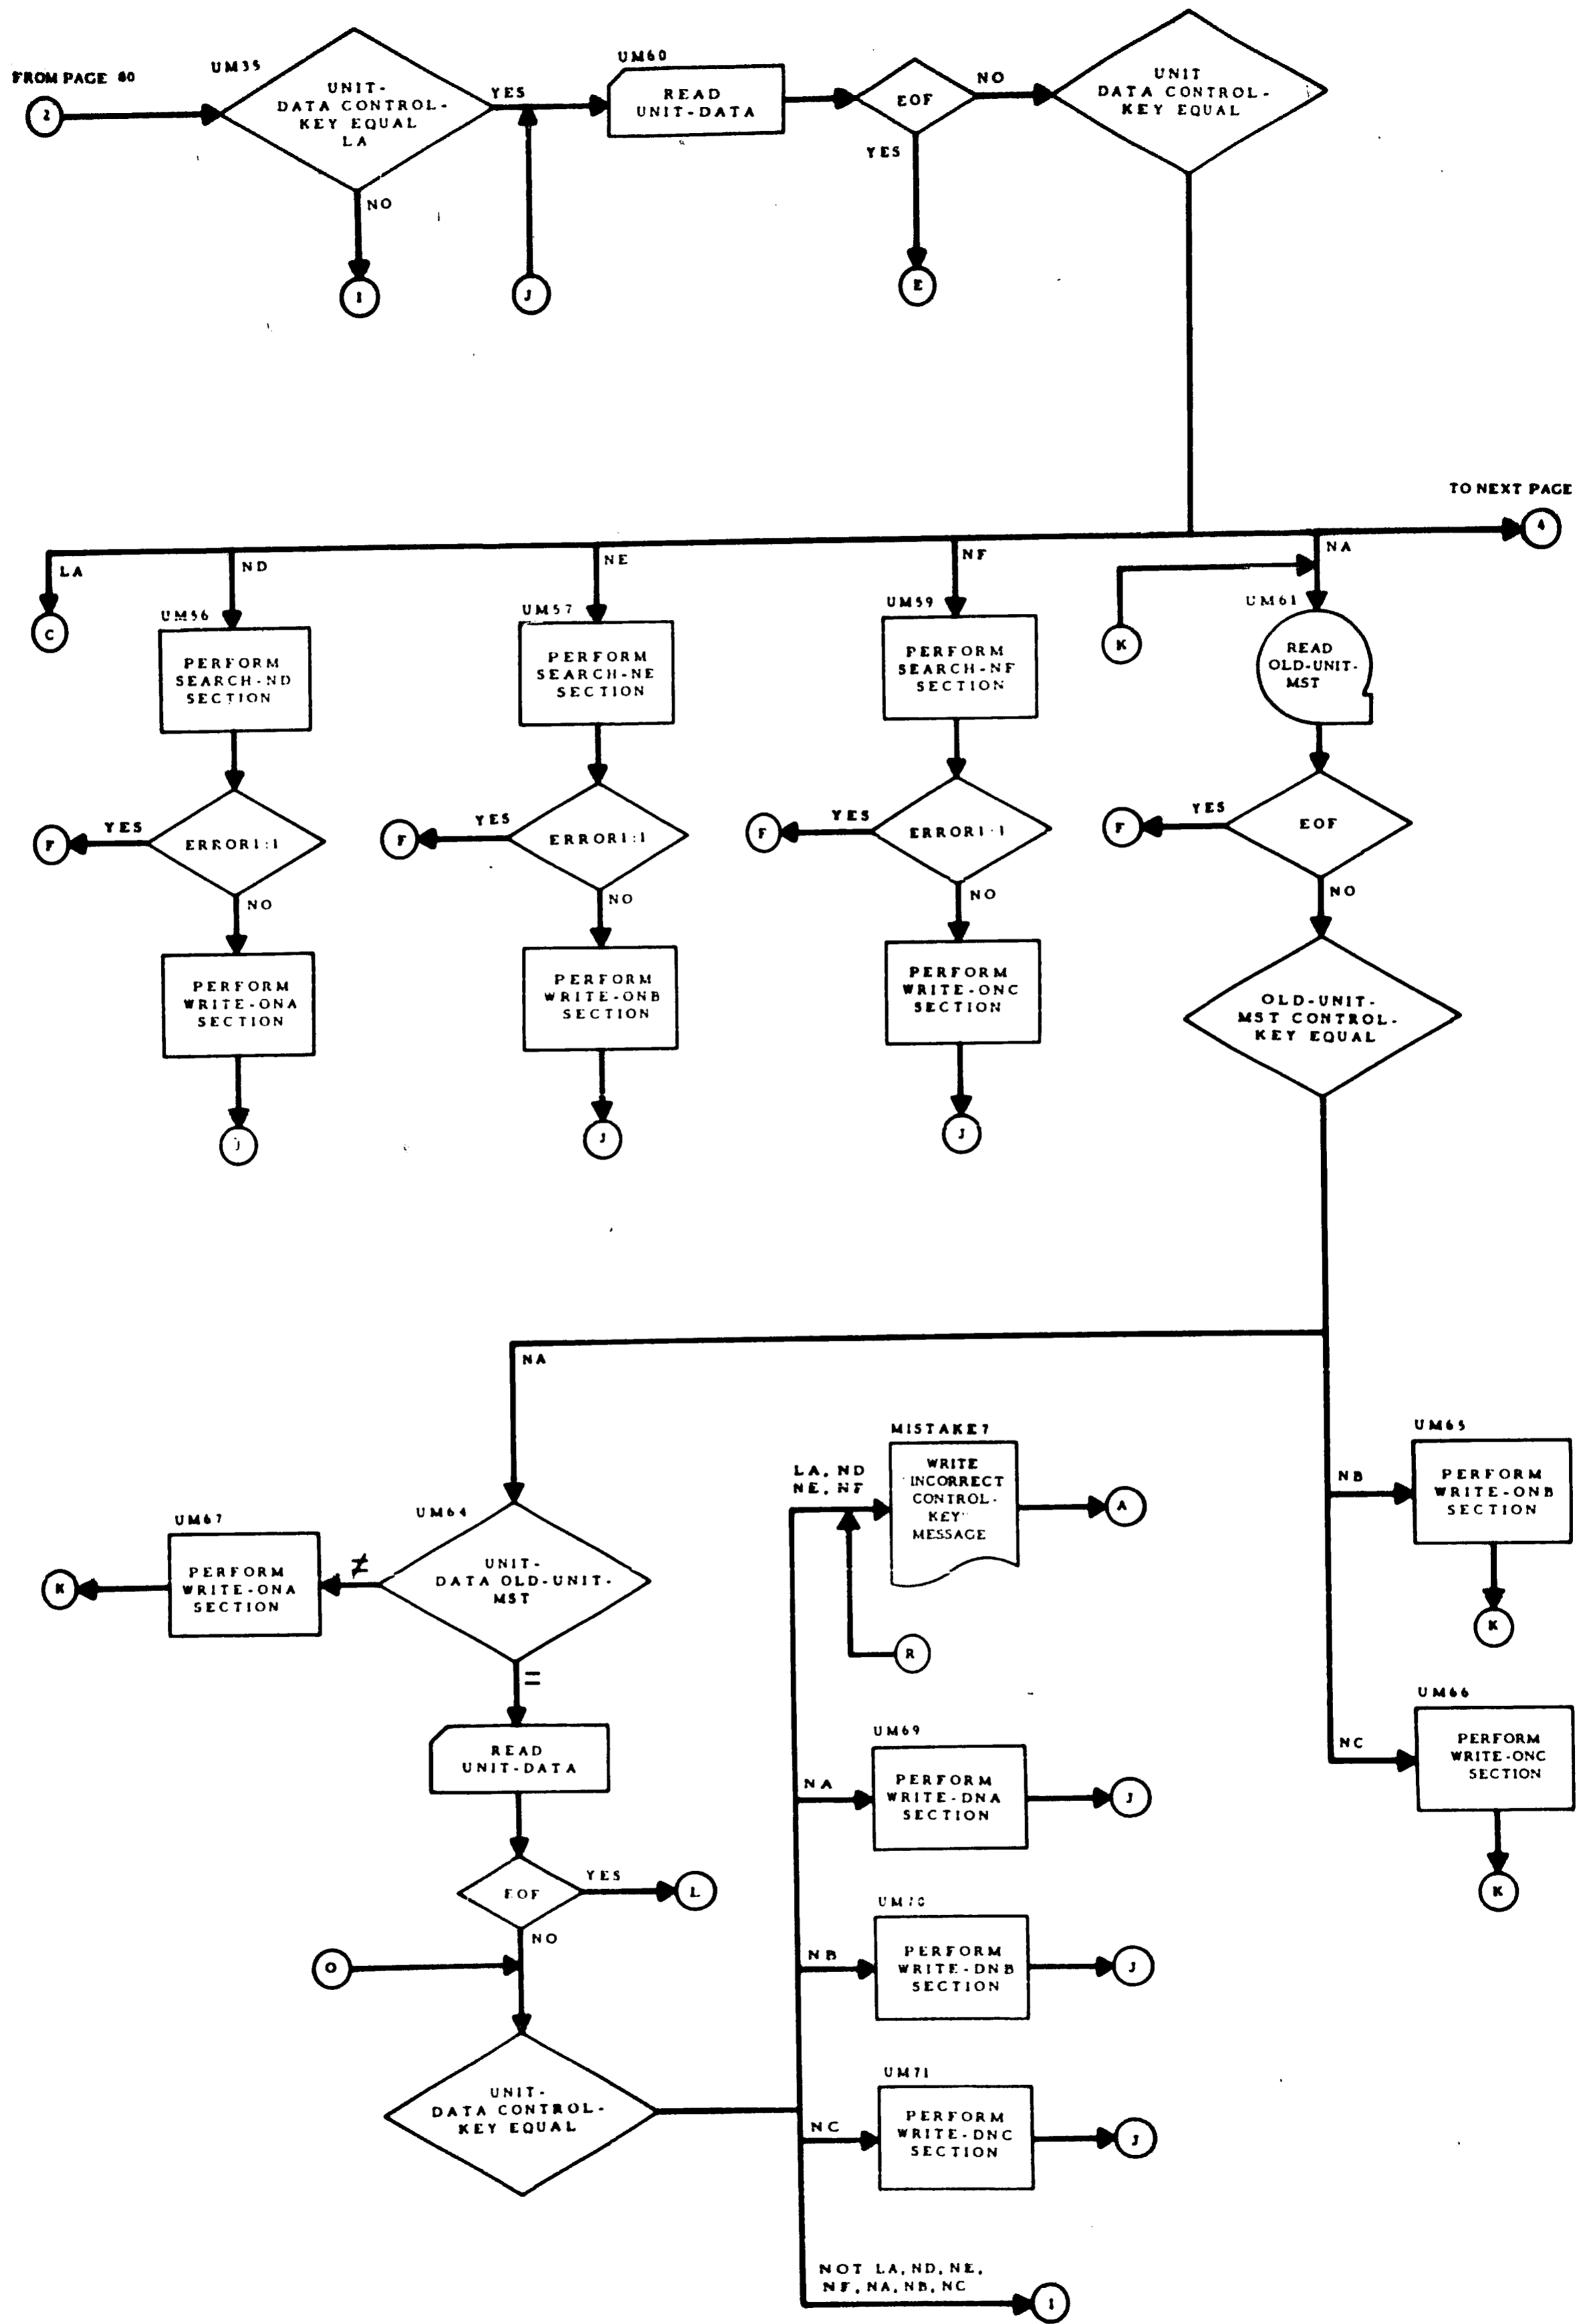 FROM PAGE 80
2
UM35
UNIT-
DATA CONTROL-
KEY EQUAL
LA
YES
NO
I
J
UM60
READ
UNIT-DATA
EOF
NO
YES
E
UNIT
DATA CONTROL-
KEY EQUAL
TO NEXT PAGE
4
LA
C
ND
UM56
PERFORM
SEARCH-ND
SECTION
ERROR1:1
YES
F
NO
PERFORM
WRITE-ONA
SECTION
J
NE
UM57
PERFORM
SEARCH-NE
SECTION
ERROR1:1
YES
F
NO
PERFORM
WRITE-ONB
SECTION
J
NF
UM59
PERFORM
SEARCH-NF
SECTION
ERROR1:1
YES
F
NO
PERFORM
WRITE-ONC
SECTION
J
NA
K
UM61
READ
OLD-UNIT-
MST
EOF
YES
F
NO
OLD-UNIT-
MST CONTROL-
KEY EQUAL
NA
UM64
UNIT-
DATA OLD-UNIT-
MST
≠
UM67
PERFORM
WRITE-ONA
SECTION
K
=
READ
UNIT-DATA
EOF
YES
L
NO
O
UNIT-
DATA CONTROL-
KEY EQUAL
LA, ND
NE, NF
MISTAKE7
WRITE
"INCORRECT
CONTROL-
KEY"
MESSAGE
A
R
NA
UM69
PERFORM
WRITE-DNA
SECTION
J
NB
UM70
PERFORM
WRITE-DNB
SECTION
J
NC
UM71
PERFORM
WRITE-DNC
SECTION
J
NOT LA, ND, NE,
NF, NA, NB, NC
I
NB
UM65
PERFORM
WRITE-ONB
SECTION
K
NC
UM66
PERFORM
WRITE-ONC
SECTION
K